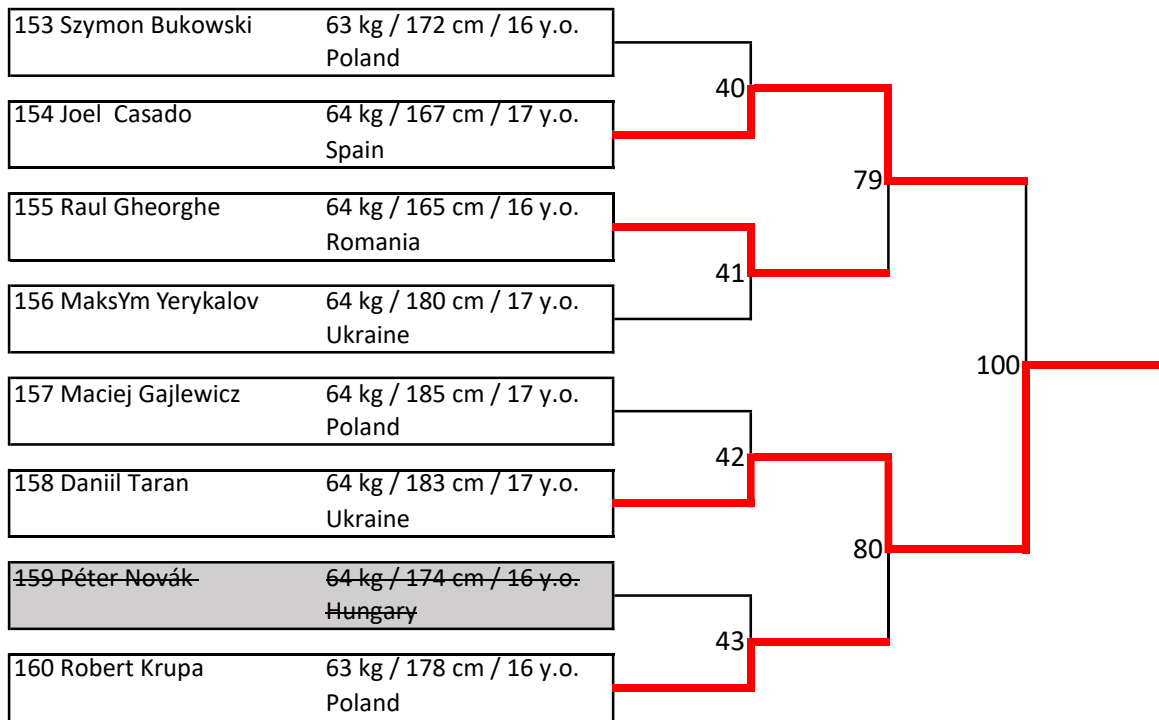 153 Szymon Bukowski 63 kg / 172 cm / 16 y.o.
Poland
40
154 Joel  Casado 64 kg / 167 cm / 17 y.o.
Spain
79
155 Raul Gheorghe 64 kg / 165 cm / 16 y.o.
Romania
41
156 MaksYm Yerykalov 64 kg / 180 cm / 17 y.o.
Ukraine
100
157 Maciej Gajlewicz 64 kg / 185 cm / 17 y.o.
Poland
42
158 Daniil Taran 64 kg / 183 cm / 17 y.o.
Ukraine
80
159 Péter Novák 64 kg / 174 cm / 16 y.o.
Hungary
43
160 Robert Krupa 63 kg / 178 cm / 16 y.o.
Poland